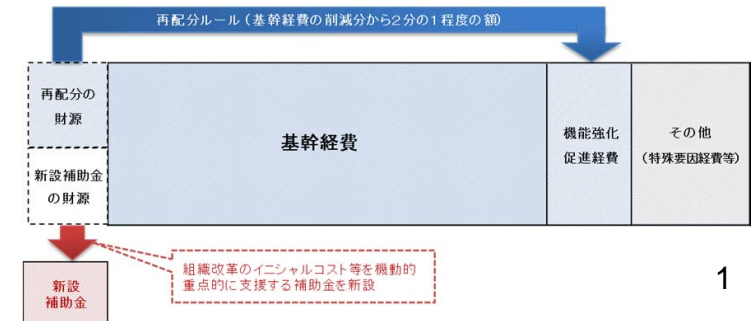 再配分ルール（基幹経費の削減分から２分の１程度の額）
再配分の
財源
新設補助金
の財源
基幹経費
機能強化
促進経費
その他
（特殊要因経費等）
新設
補助金
組織改革のイニシャルコスト等を機動的
重点的に支援する補助金を新設
1